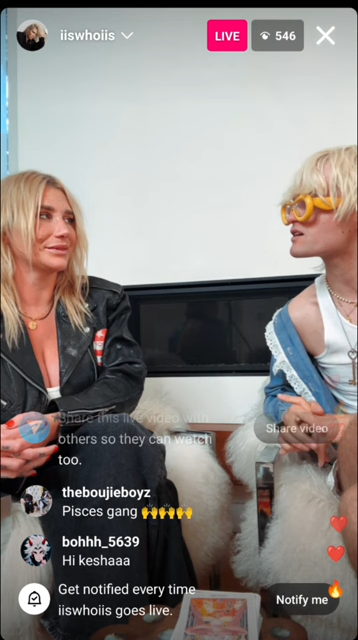 iiswhoiis
LIVE
546
Share this live video with
others so they can watch
too.
Share video
theboujieboyz
Pisces gang 🙌🙌🙌🙌
bohhh_5639
Hi keshaaa
Get notified every time
iiswhoiis goes live.
Notify me